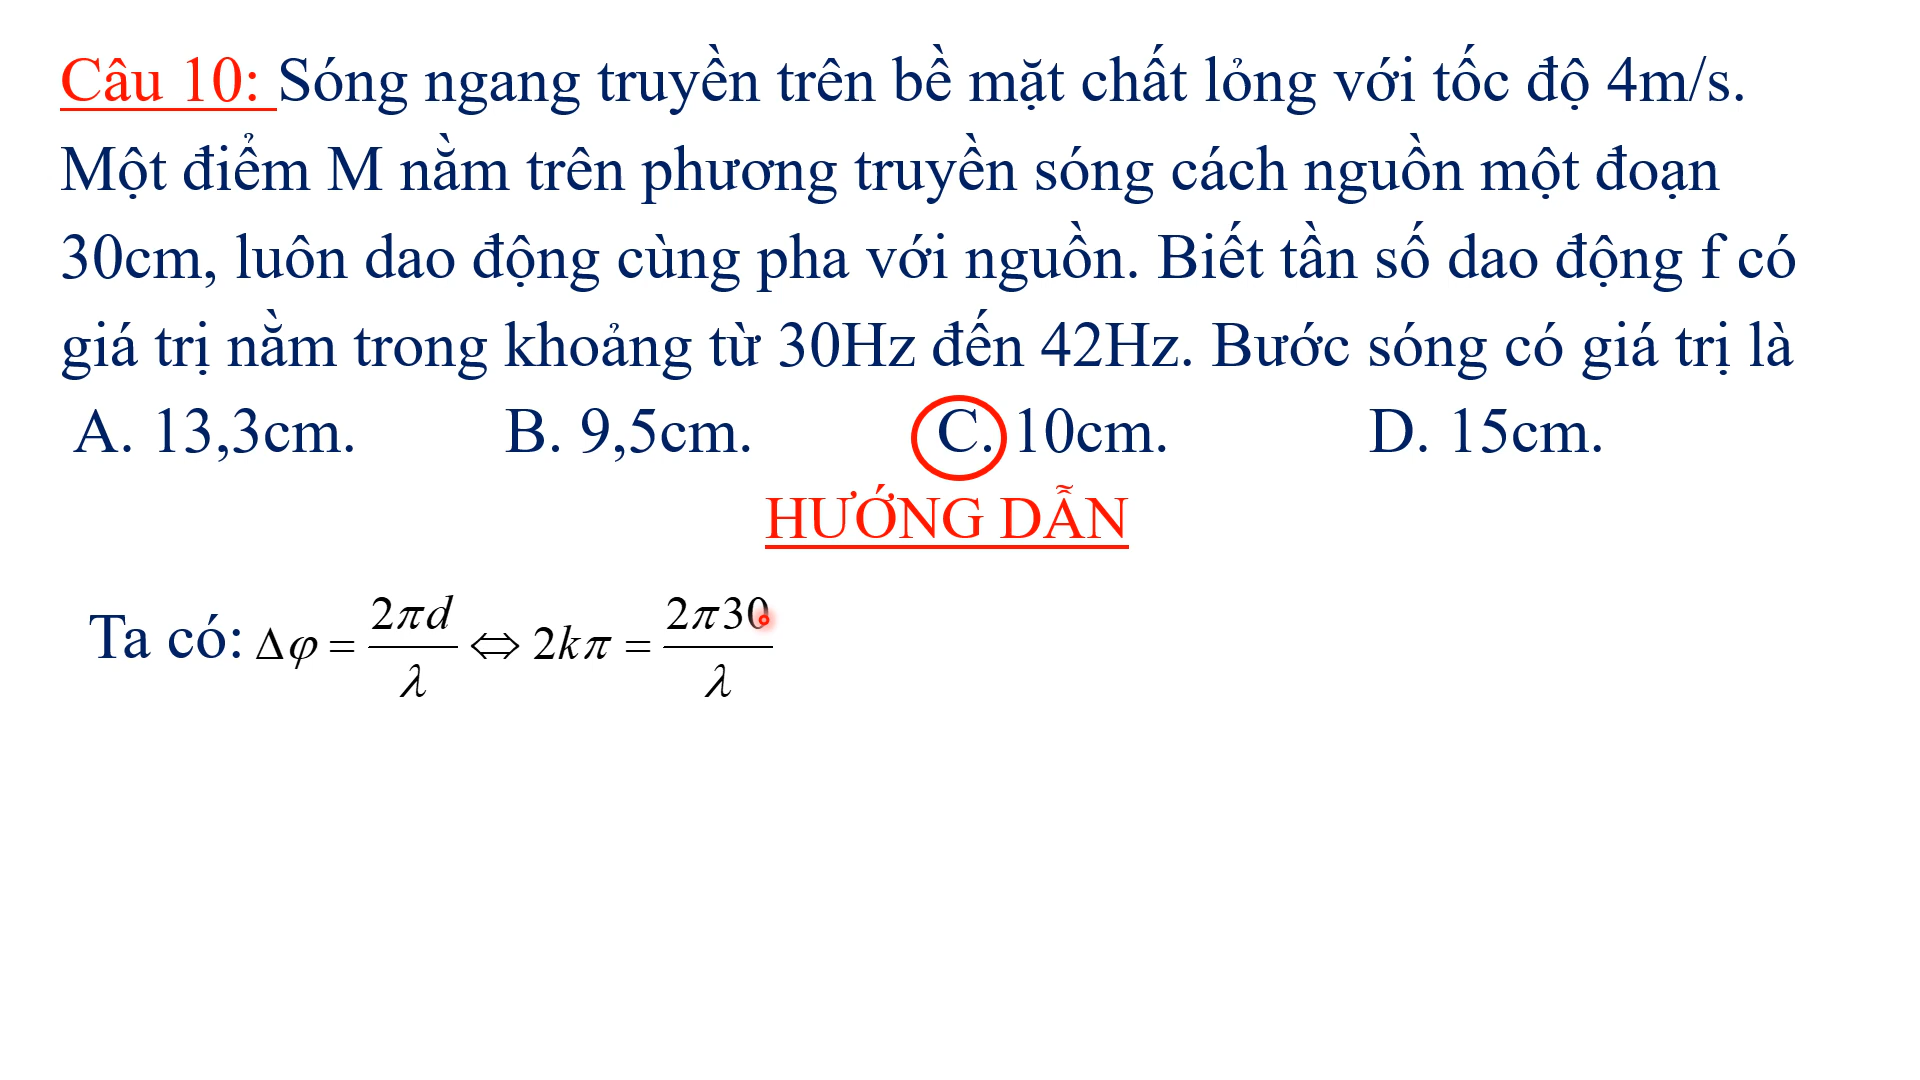 Câu 10: Sóng ngang truyền trên bề mặt chất lỏng với tốc độ 4m/s.
Một điểm M nằm trên phương truyền sóng cách nguồn một đoạn
30cm, luôn dao động cùng pha với nguồn. Biết tần số dao động f có
giá trị nằm trong khoảng từ 30Hz đến 42Hz. Bước sóng có giá trị là
A. 13,3cm. B. 9,5cm. C. 10cm. D. 15cm.
HƯỚNG DẪN
Ta có: Δφ = 2πd/λ ⇔ 2kπ = 2π30/λ